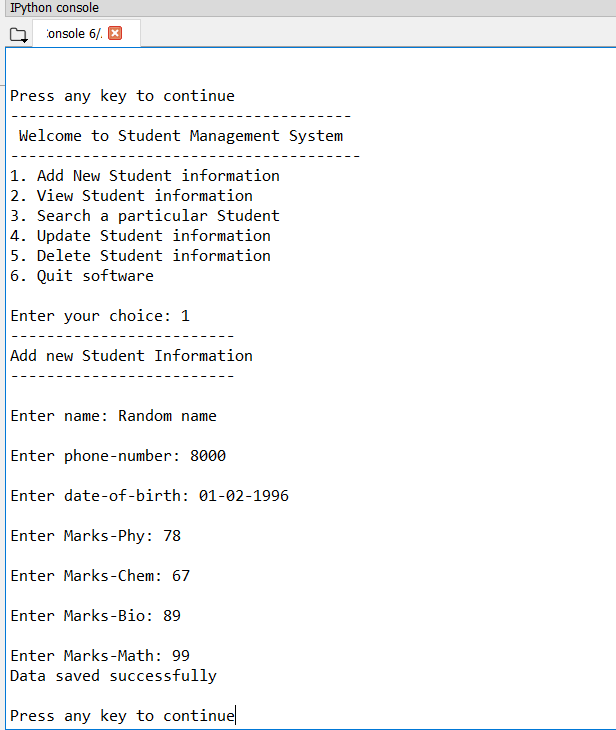 IPython console
onsole 6/.
Press any key to continue
--------------------------------------
Welcome to Student Management System
---------------------------------------
1. Add New Student information
2. View Student information
3. Search a particular Student
4. Update Student information
5. Delete Student information
6. Quit software
Enter your choice: 1
-------------------------
Add new Student Information
-------------------------
Enter name: Random name
Enter phone-number: 8000
Enter date-of-birth: 01-02-1996
Enter Marks-Phy: 78
Enter Marks-Chem: 67
Enter Marks-Bio: 89
Enter Marks-Math: 99
Data saved successfully
Press any key to continue